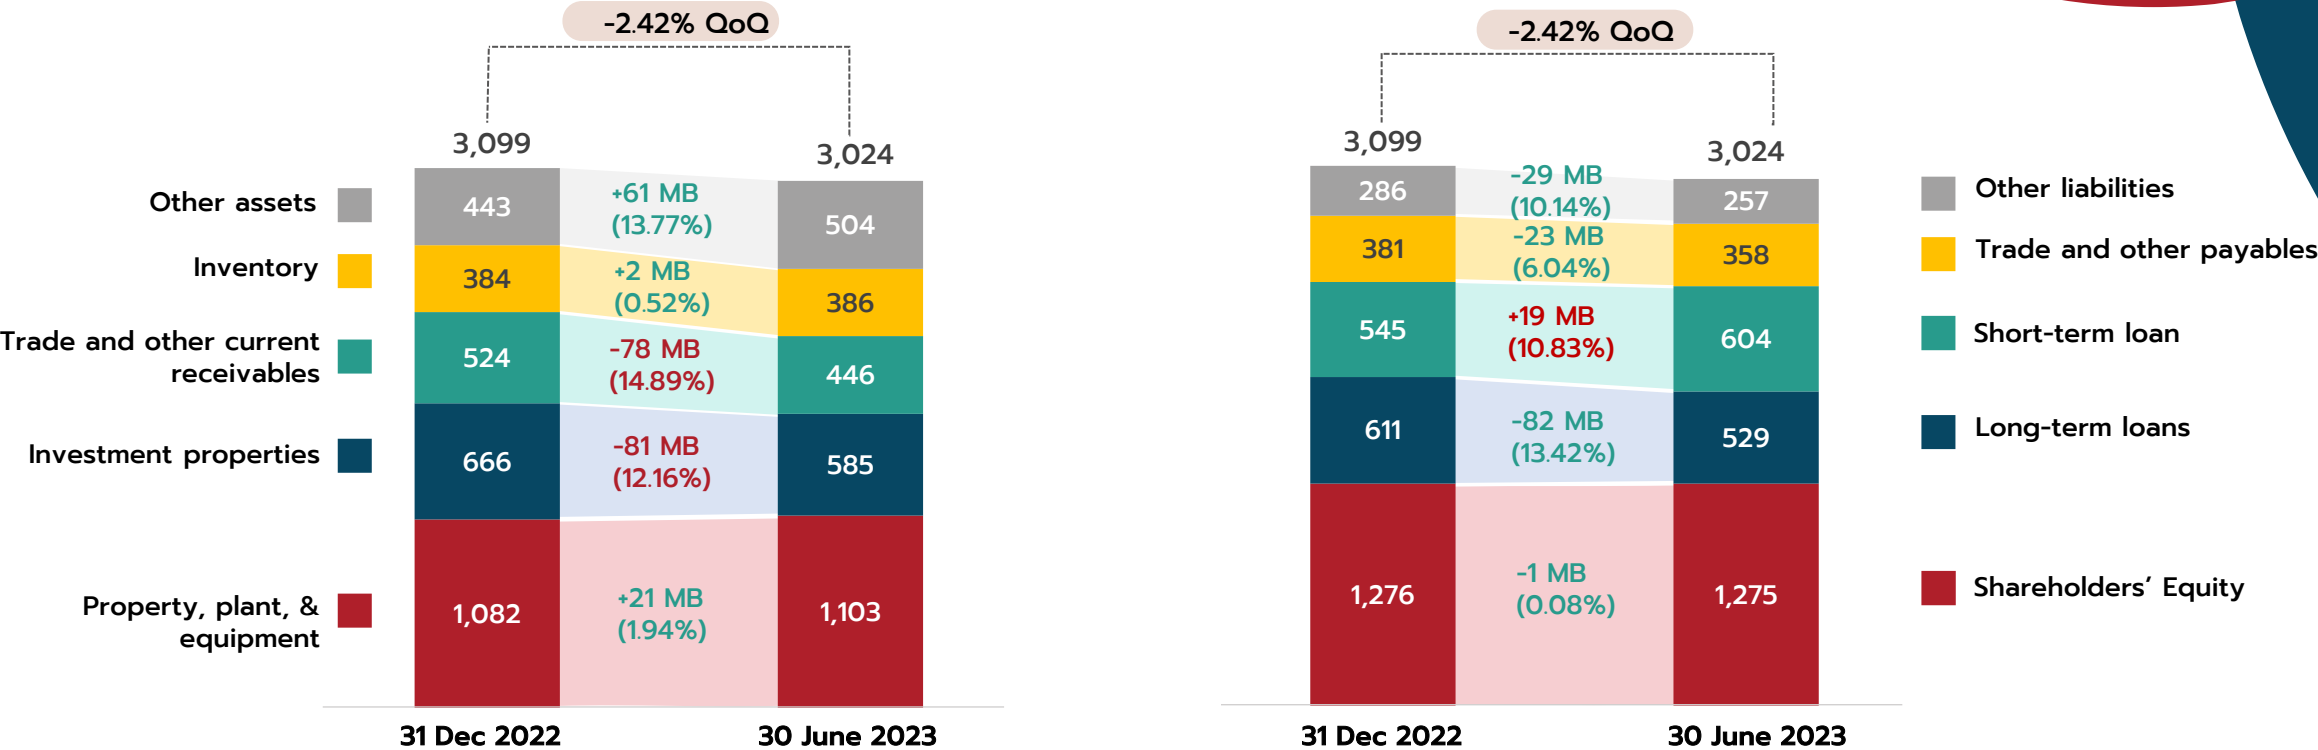 -2.42% QoQ
3,099
3,024
Other assets
443
+61 MB
(13.77%)
504
Inventory
384
+2 MB
(0.52%)
386
Trade and other current
receivables
524
-78 MB
(14.89%)
446
Investment properties
666
-81 MB
(12.16%)
585
Property, plant, &
equipment
1,082
+21 MB
(1.94%)
1,103
31 Dec 2022
30 June 2023
-2.42% QoQ
3,099
3,024
286
-29 MB
(10.14%)
257
Other liabilities
381
-23 MB
(6.04%)
358
Trade and other payables
545
+19 MB
(10.83%)
604
Short-term loan
611
-82 MB
(13.42%)
529
Long-term loans
1,276
-1 MB
(0.08%)
1,275
Shareholders’ Equity
31 Dec 2022
30 June 2023